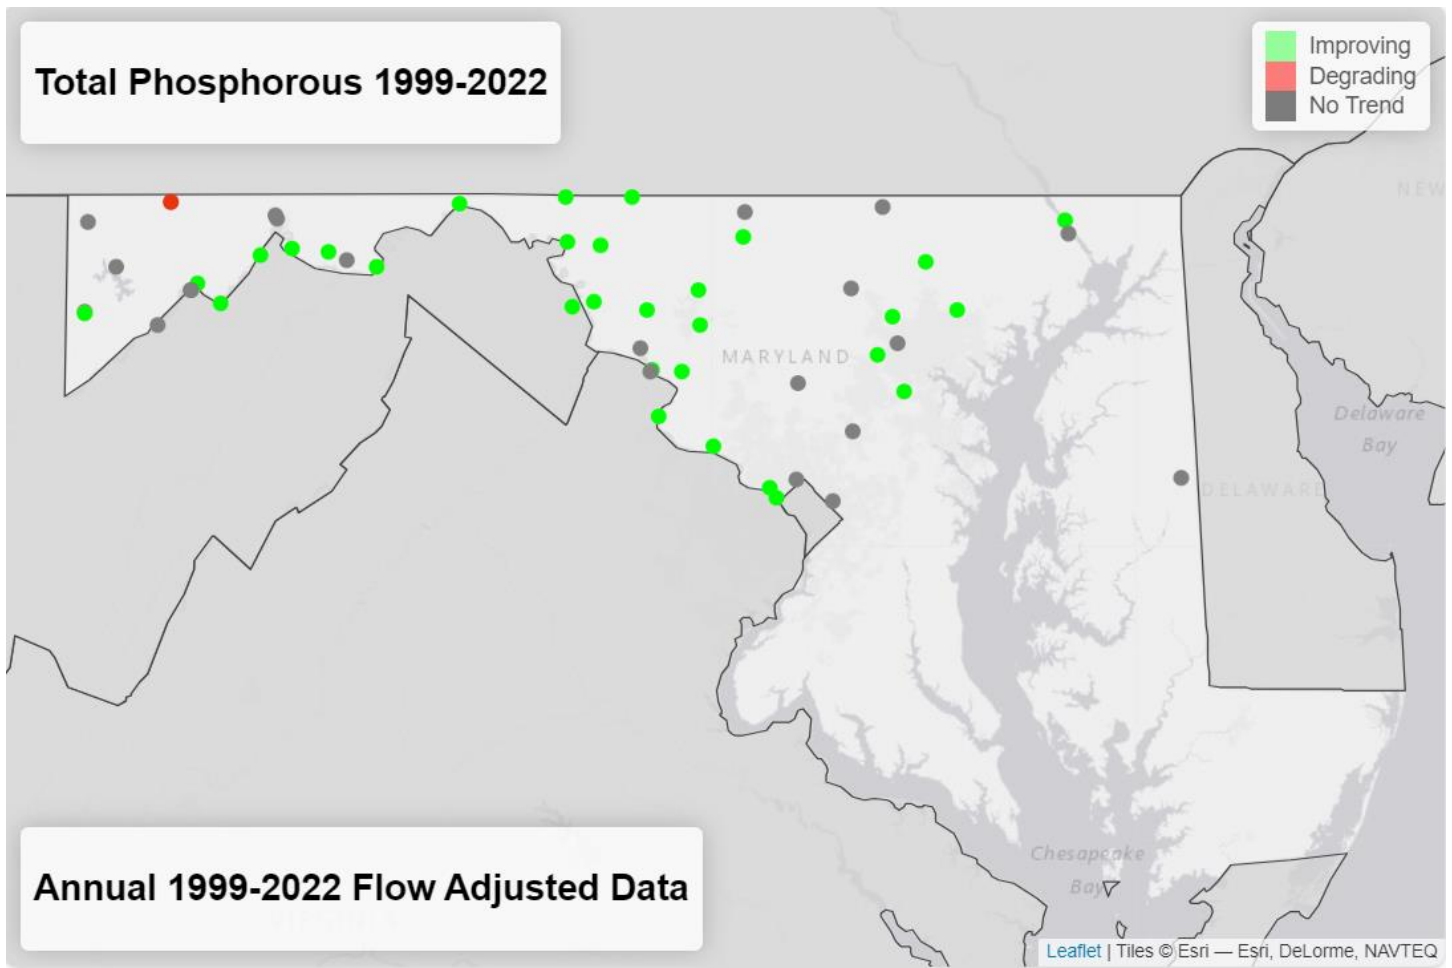 Total Phosphorous 1999-2022
Improving
Degrading
No Trend
NEW
MARYLAND
Delaware
Bay
DELAWARE
Chesapeake
Bay
VIRGINIA
Annual 1999-2022 Flow Adjusted Data
Leaflet | Tiles © Esri — Esri, DeLorme, NAVTEQ